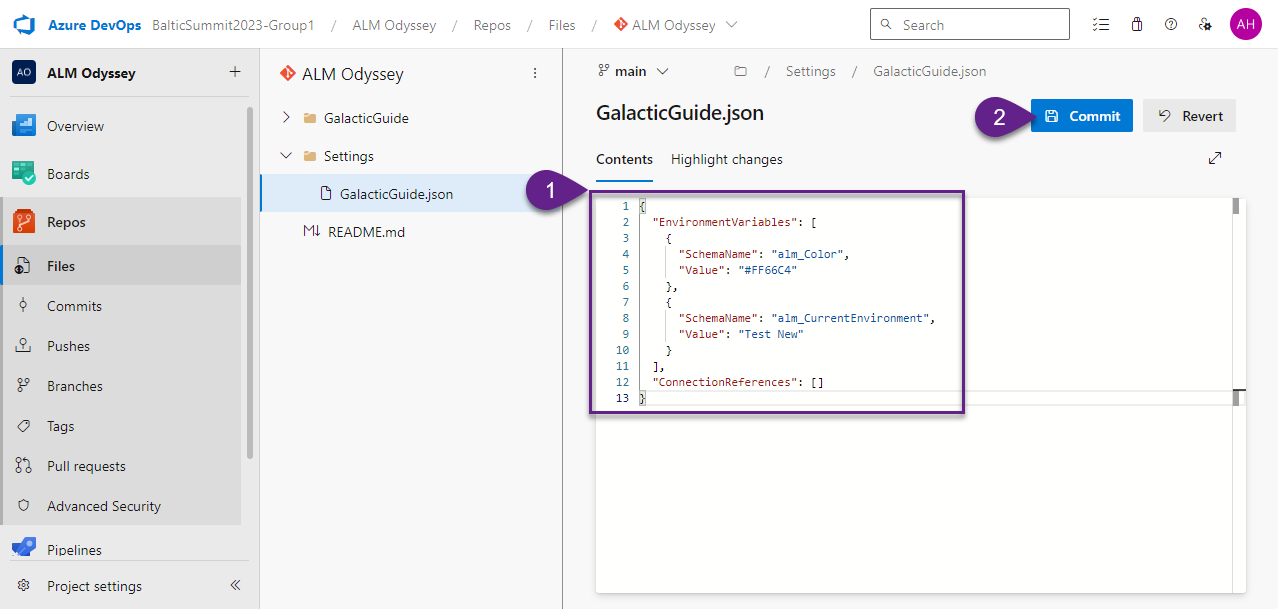 Azure DevOps BalticSummit2023-Group1 / ALM Odyssey / Repos / Files / ALM Odyssey
Search
AH
AO ALM Odyssey +
Overview
Boards
Repos
Files
Commits
Pushes
Branches
Tags
Pull requests
Advanced Security
Pipelines
Project settings
ALM Odyssey
GalacticGuide
Settings
GalacticGuide.json
README.md
main / Settings / GalacticGuide.json
GalacticGuide.json
2
Commit
Revert
Contents Highlight changes
1
1 {
2 "EnvironmentVariables": [
3 {
4 "SchemaName": "alm_Color",
5 "Value": "#FF66C4"
6 },
7 {
8 "SchemaName": "alm_CurrentEnvironment",
9 "Value": "Test New"
10 }
11 ],
12 "ConnectionReferences": []
13 }